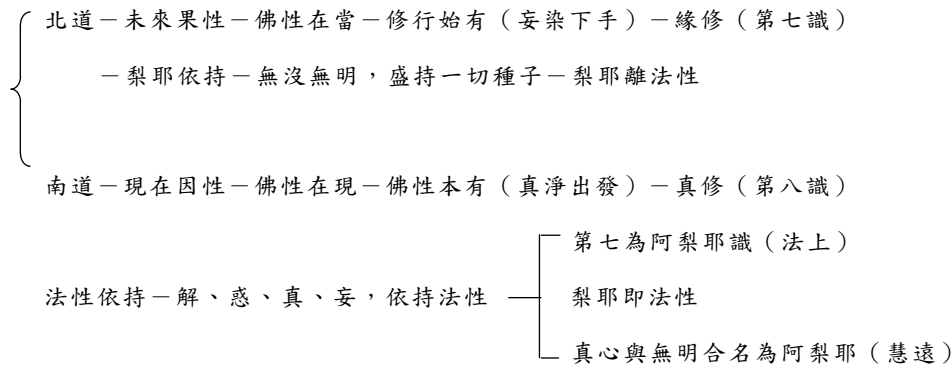 北道－未來果性－佛性在當－修行始有（妄染下手）－緣修（第七識）
－梨耶依持－無沒無明，盛持一切種子－梨耶離法性
南道－現在因性－佛性在現－佛性本有（真淨出發）－真修（第八識）
第七為阿梨耶識（法上）
法性依持－解、惑、真、妄，依持法性
梨耶即法性
真心與無明合名為阿梨耶（慧遠）